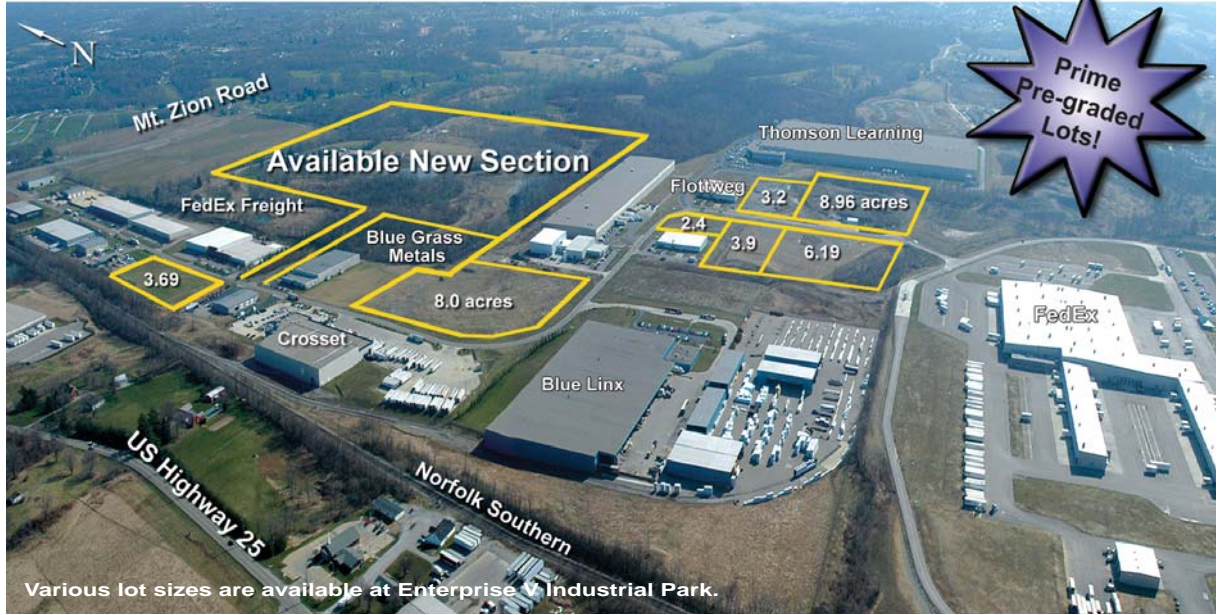 N
Mt. Zion Road
Prime
Pre-graded
Lots!
Thomson Learning
Available New Section
Flottweg
3.2
8.96 acres
FedEx Freight
2.4
Blue Grass
Metals
3.9
6.19
3.69
8.0 acres
FedEx
Crosset
Blue Linx
US Highway 25
Norfolk Southern
Various lot sizes are available at Enterprise V Industrial Park.